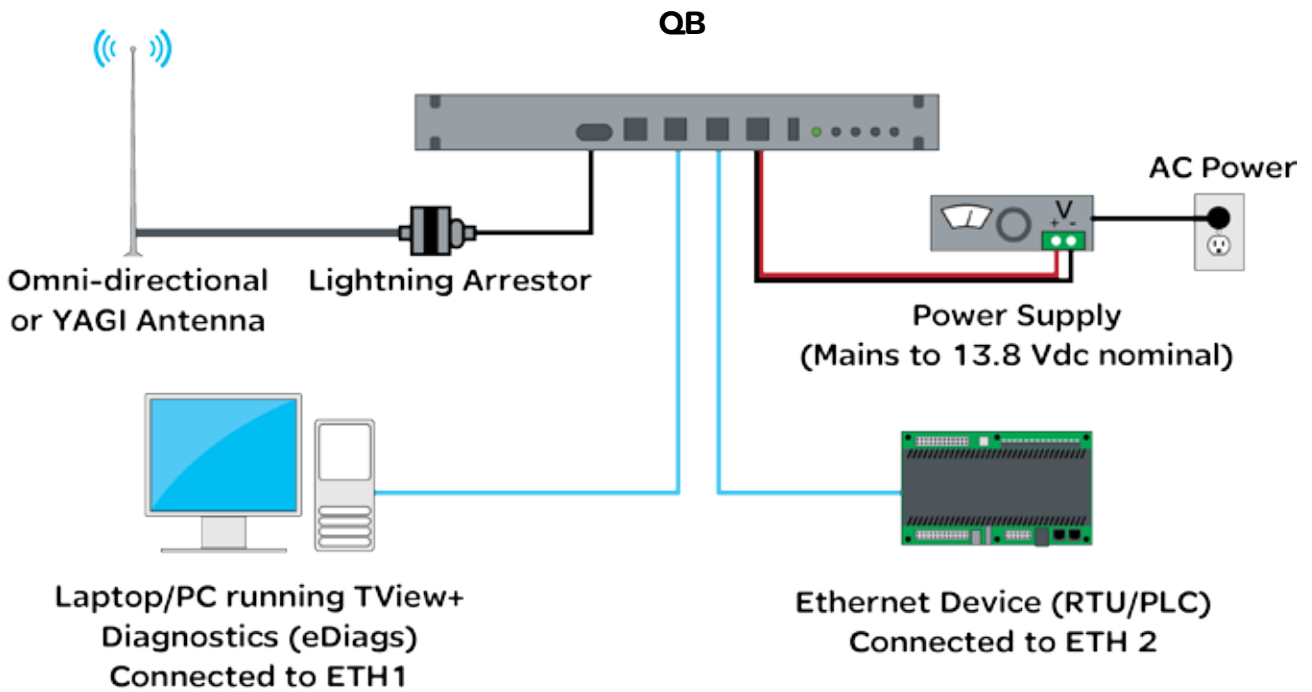 QB
AC Power
V
+ -
Omni-directional
or YAGI Antenna
Lightning Arrestor
Power Supply
(Mains to 13.8 Vdc nominal)
Laptop/PC running TView+
Diagnostics (eDiags)
Connected to ETH1
Ethernet Device (RTU/PLC)
Connected to ETH 2